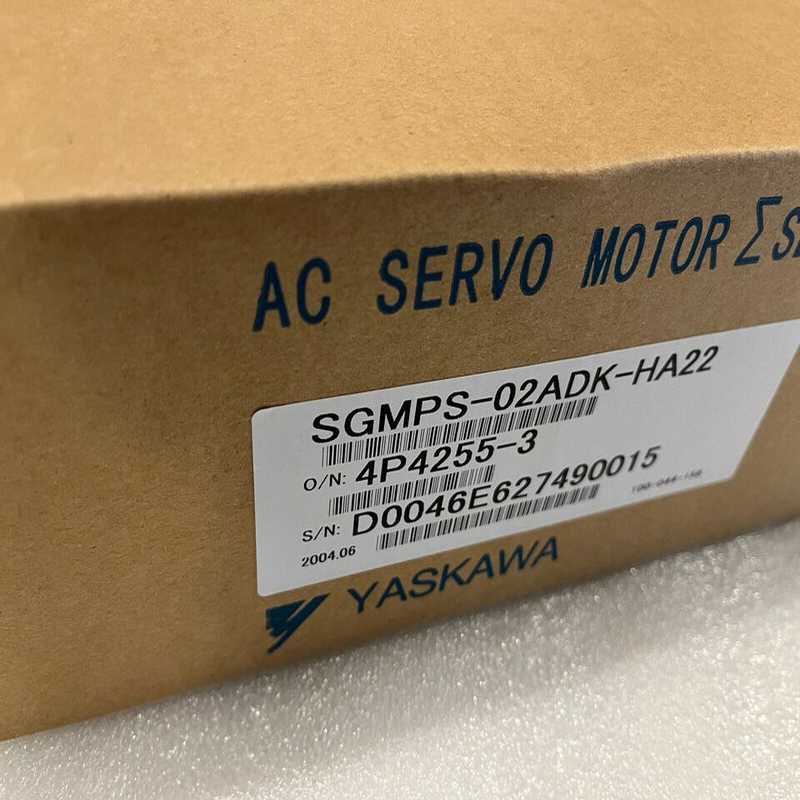 AC SERVO MOTOR Σ
SGMPS-02ADK-HA22
O/N: 4P4255-3
S/N: D0046E627490015
2004.06
YASKAWA